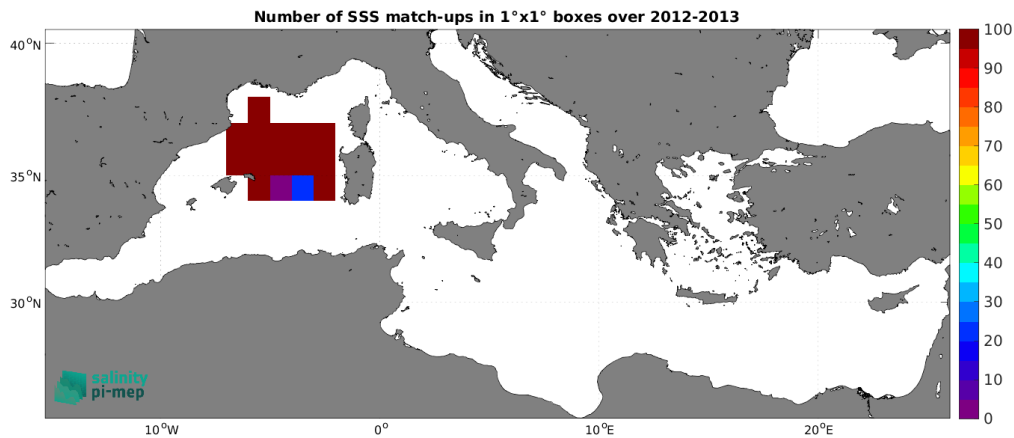 Number of SSS match-ups in 1°x1° boxes over 2012-2013
40°N
35°N
30°N
10°W
0°
10°E
20°E
100
90
80
70
60
50
40
30
20
10
0
salinity
pi-mep